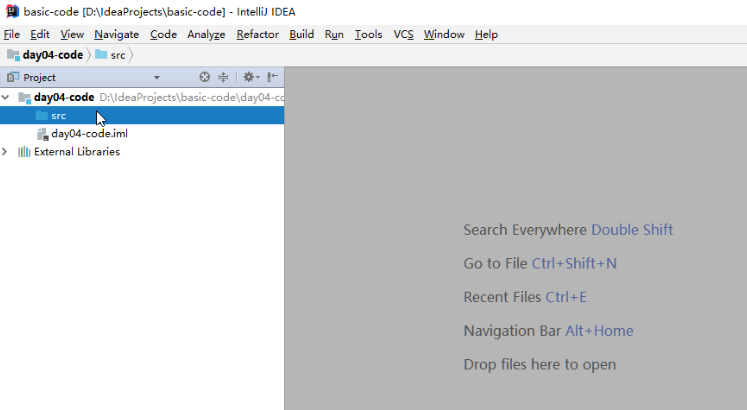 basic-code [D:\IdeaProjects\basic-code] - IntelliJ IDEA
File Edit View Navigate Code Analyze Refactor Build Run Tools VCS Window Help
day04-code src
Project
day04-code D:\IdeaProjects\basic-code\day04-co
src
day04-code.iml
External Libraries
Search Everywhere Double Shift
Go to File Ctrl+Shift+N
Recent Files Ctrl+E
Navigation Bar Alt+Home
Drop files here to open